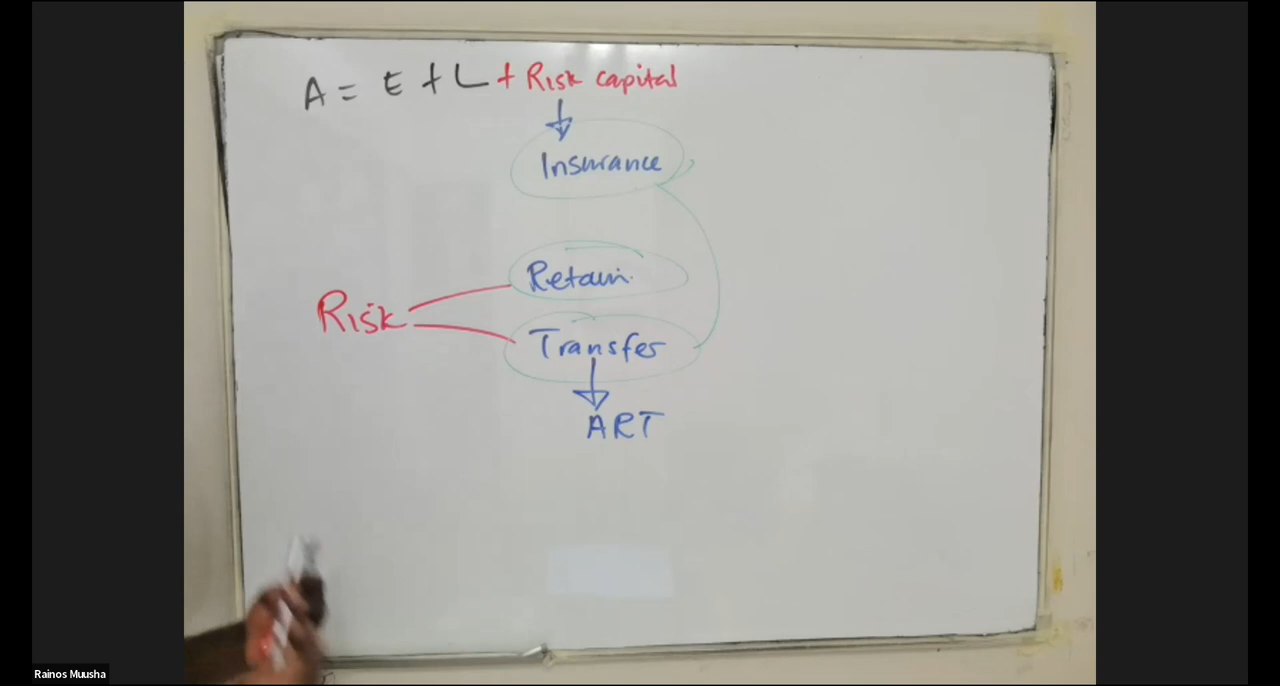 A = E + L + Risk capital
Insurance
Retain
Risk
Transfer
ART
Rainos Muusha